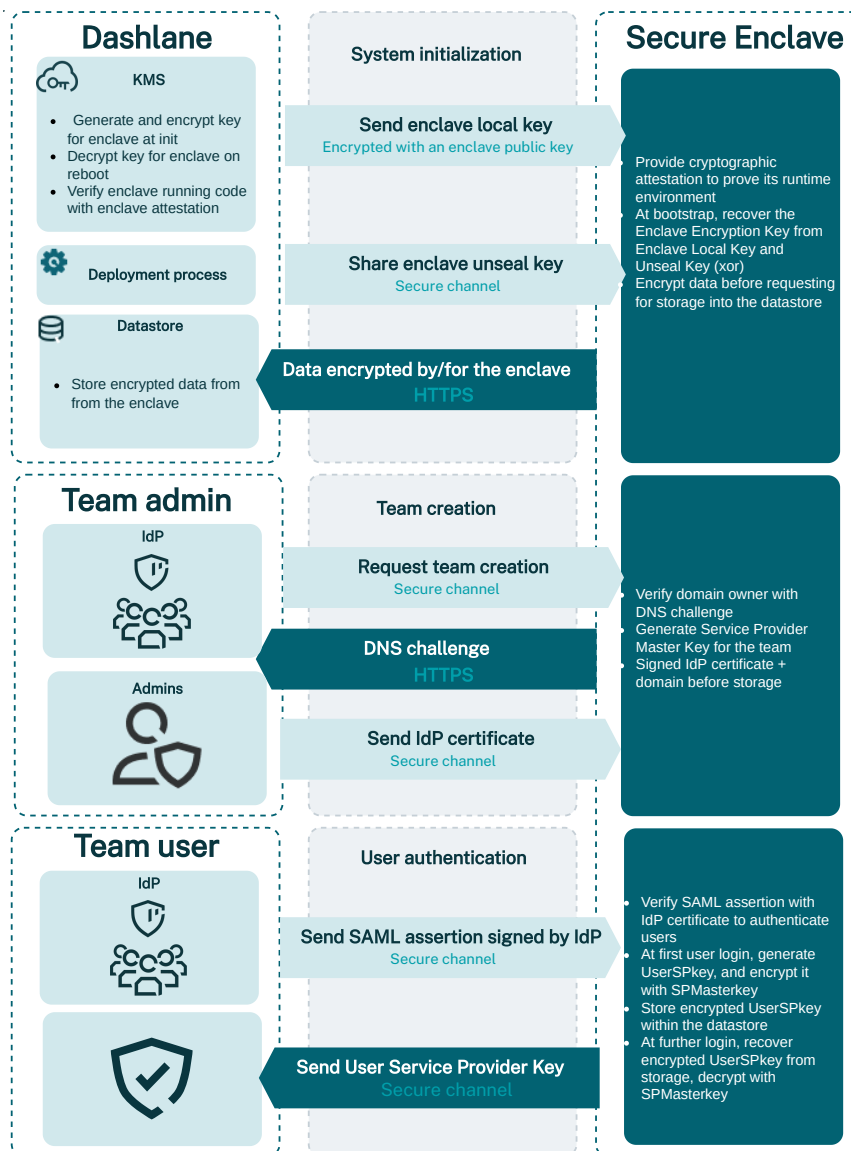 Dashlane
KMS
Generate and encrypt key
for enclave at init
Decrypt key for enclave on
reboot
Verify enclave running code
with enclave attestation
Deployment process
Datastore
Store encrypted data from
from the enclave
System initialization
Send enclave local key
Encrypted with an enclave public key
Share enclave unseal key
Secure channel
Data encrypted by/for the enclave
HTTPS
Secure Enclave
Provide cryptographic
attestation to prove its runtime
environment
At bootstrap, recover the
Enclave Encryption Key from
Enclave Local Key and
Unseal Key (xor)
Encrypt data before requesting
for storage into the datastore
Team admin
IdP
Admins
Team creation
Request team creation
Secure channel
DNS challenge
HTTPS
Send IdP certificate
Secure channel
Verify domain owner with
DNS challenge
Generate Service Provider
Master Key for the team
Signed IdP certificate +
domain before storage
Team user
IdP
User authentication
Send SAML assertion signed by IdP
Secure channel
Send User Service Provider Key
Secure channel
Verify SAML assertion with
IdP certificate to authenticate
users
At first user login, generate
UserSPkey, and encrypt it
with SPMasterkey
Store encrypted UserSPkey
within the datastore
At further login, recover
encrypted UserSPkey from
storage, decrypt with
SPMasterkey